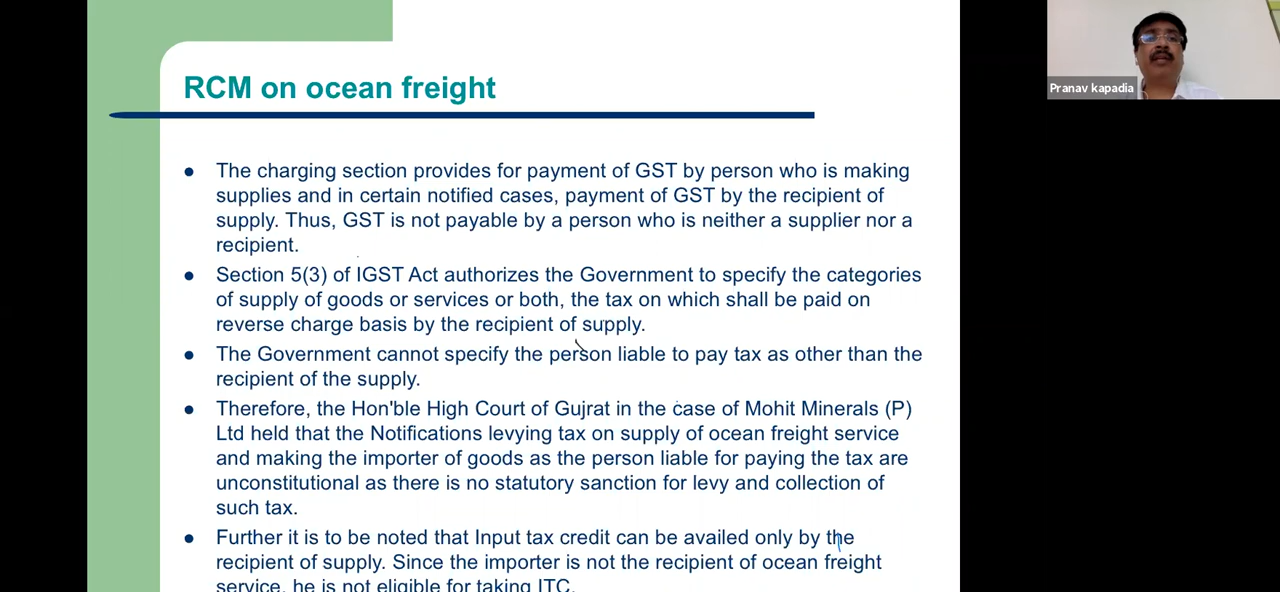 RCM on ocean freight
Pranav kapadia
The charging section provides for payment of GST by person who is making
supplies and in certain notified cases, payment of GST by the recipient of
supply. Thus, GST is not payable by a person who is neither a supplier nor a
recipient.
Section 5(3) of IGST Act authorizes the Government to specify the categories
of supply of goods or services or both, the tax on which shall be paid on
reverse charge basis by the recipient of supply.
The Government cannot specify the person liable to pay tax as other than the
recipient of the supply.
Therefore, the Hon'ble High Court of Gujrat in the case of Mohit Minerals (P)
Ltd held that the Notifications levying tax on supply of ocean freight service
and making the importer of goods as the person liable for paying the tax are
unconstitutional as there is no statutory sanction for levy and collection of
such tax.
Further it is to be noted that Input tax credit can be availed only by the
recipient of supply. Since the importer is not the recipient of ocean freight
service, he is not eligible for taking ITC.